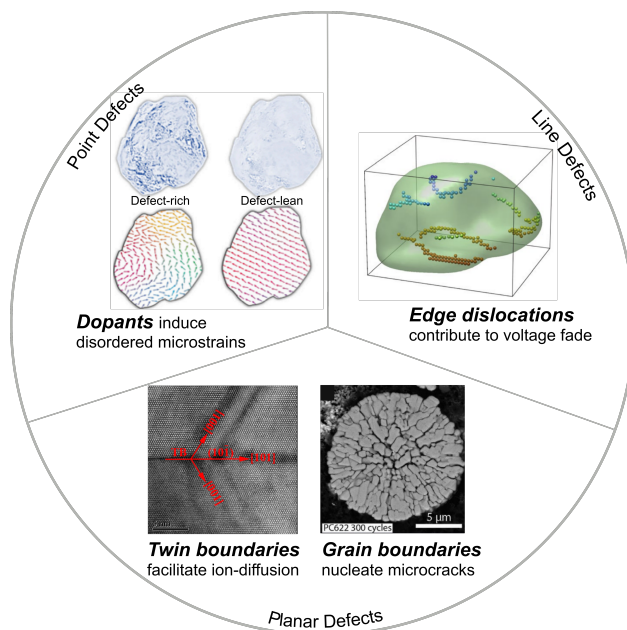 Point Defects
Line Defects
Defect-rich
Defect-lean
Dopants induce
disordered microstrains
Edge dislocations
contribute to voltage fade
TB
PC622 300 cycles
5 μm
Twin boundaries
facilitate ion-diffusion
Grain boundaries
nucleate microcracks
Planar Defects